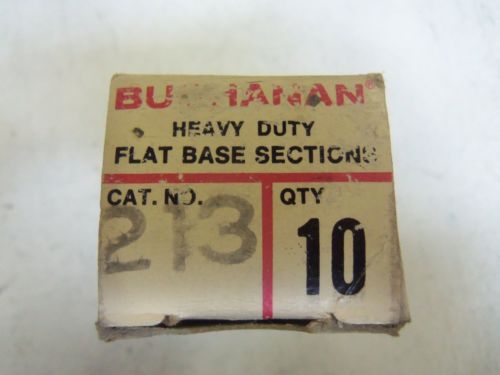 BUCHANAN®
HEAVY DUTY
FLAT BASE SECTIONS
CAT. NO.
QTY
213
10